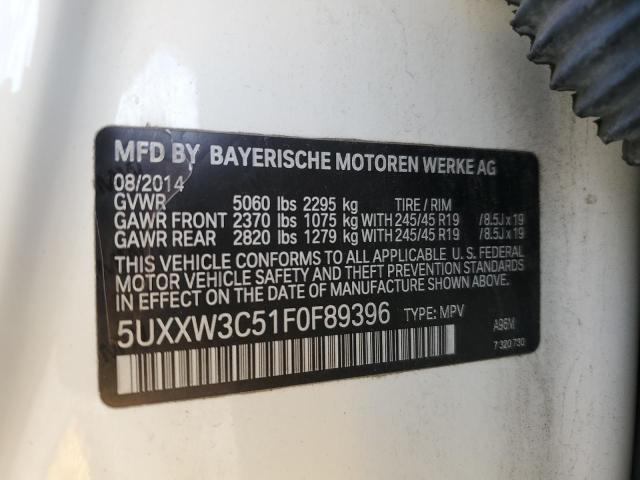 MFD BY BAYERISCHE MOTOREN WERKE AG
08/2014
GVWR 5060 lbs 2295 kg TIRE / RIM
GAWR FRONT 2370 lbs 1075 kg WITH 245/45 R19 /8.5J x 19
GAWR REAR 2820 lbs 1279 kg WITH 245/45 R19 /8.5J x 19
THIS VEHICLE CONFORMS TO ALL APPLICABLE U. S. FEDERAL
MOTOR VEHICLE SAFETY AND THEFT PREVENTION STANDARDS
IN EFFECT ON THE DATE OF MANUFACTURE SHOWN ABOVE.
5UXXW3C51F0F89396 TYPE: MPV A96M
7 320 730